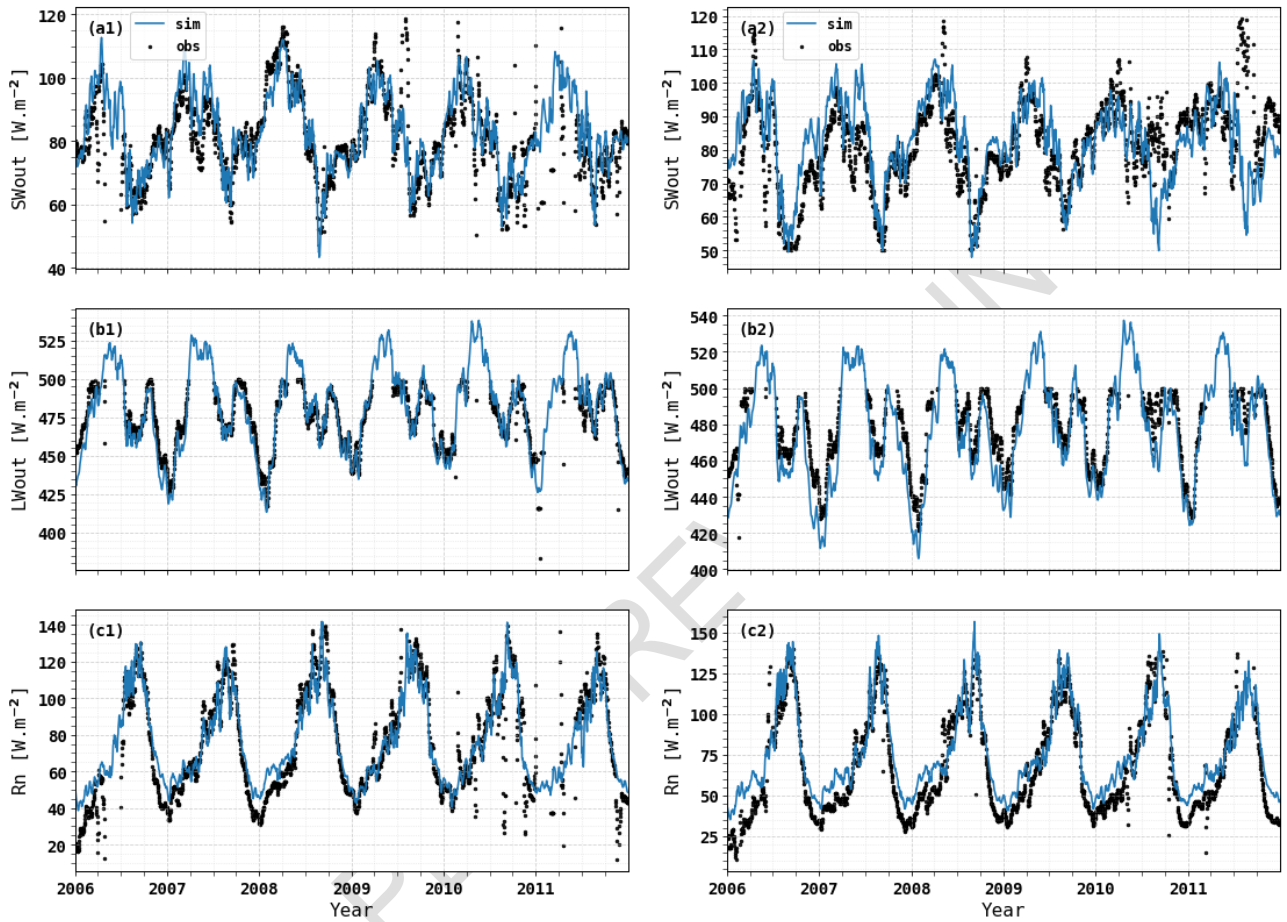 (a1)
sim
obs
SWout [W.m⁻²]
120
100
80
60
40
(a2)
sim
obs
SWout [W.m⁻²]
120
110
100
90
80
70
60
50
(b1)
LWout [W.m⁻²]
525
500
475
450
425
400
(b2)
LWout [W.m⁻²]
540
520
500
480
460
440
420
400
(c1)
Rn [W.m⁻²]
140
120
100
80
60
40
20
2006 2007 2008 2009 2010 2011
Year
(c2)
Rn [W.m⁻²]
150
125
100
75
50
25
2006 2007 2008 2009 2010 2011
Year